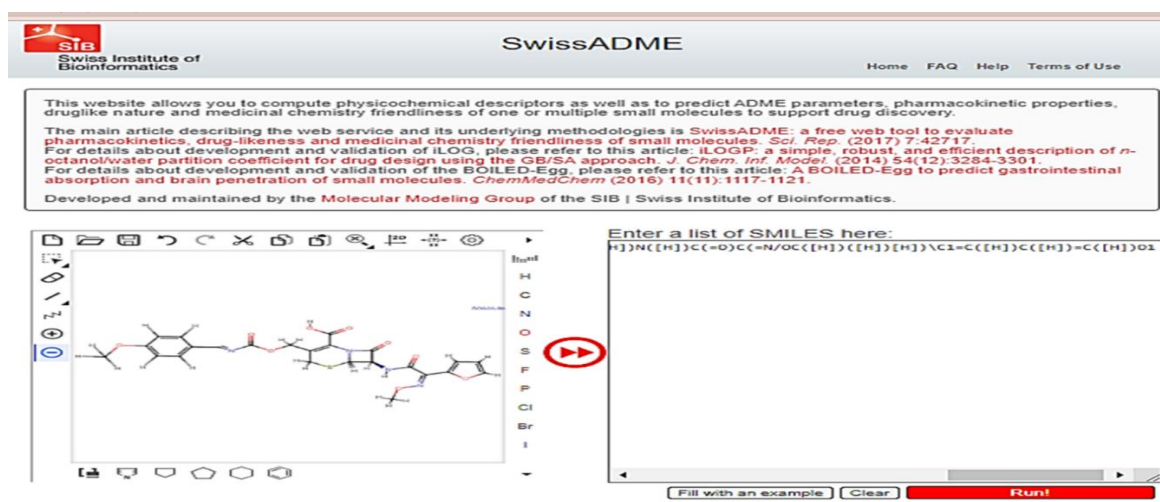 SIB
Swiss Institute of
Bioinformatics
SwissADME
Home FAQ Help Terms of Use
This website allows you to compute physicochemical descriptors as well as to predict ADME parameters, pharmacokinetic properties,
druglike nature and medicinal chemistry friendliness of one or multiple small molecules to support drug discovery.
The main article describing the web service and its underlying methodologies is SwissADME: a free web tool to evaluate
pharmacokinetics, drug-likeness and medicinal chemistry friendliness of small molecules. Sci. Rep. (2017) 7:42717.
For details about development and validation of iLOG, please refer to this article: iLOGP: a simple, robust, and efficient description of n-
octanol/water partition coefficient for drug design using the GB/SA approach. J. Chem. Inf. Model. (2014) 54(12):3284-3301.
For details about development and validation of the BOILED-Egg, please refer to this article: A BOILED-Egg to predict gastrointestinal
absorption and brain penetration of small molecules. ChemMedChem (2016) 11(11):1117-1121.
Developed and maintained by the Molecular Modeling Group of the SIB | Swiss Institute of Bioinformatics.
2D
H
C
N
O
S
F
P
Cl
Br
I
Enter a list of SMILES here:
H])N([H])C(=O)C(=N/OC([H])([H])[H])\C1=C([H])C([H])=C([H])O1
Fill with an example Clear Run!